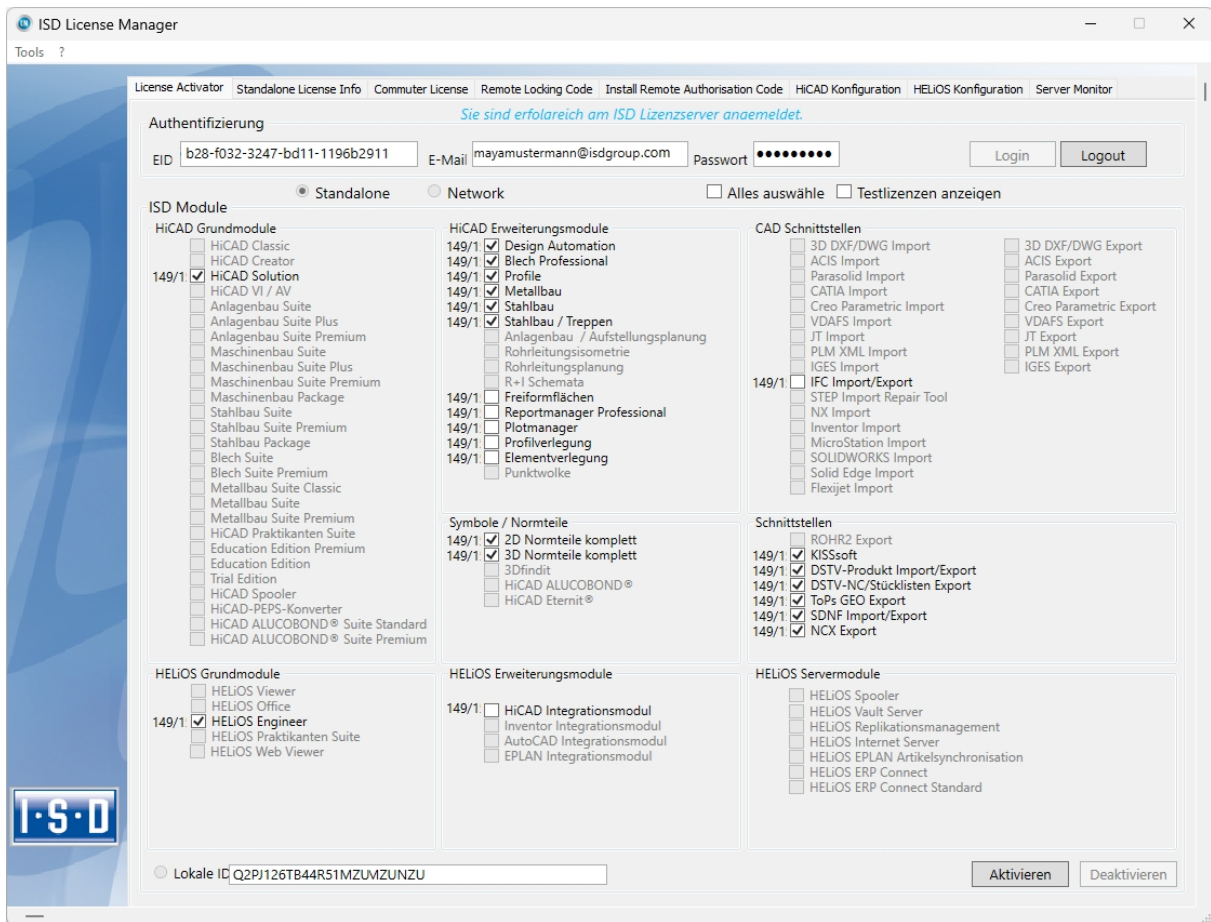 ISD License Manager
Tools ?
License Activator Standalone License Info Commuter License Remote Locking Code Install Remote Authorisation Code HiCAD Konfiguration HELiOS Konfiguration Server Monitor
Sie sind erfolareich am ISD Lizenzserver anaemeldet.
Authentifizierung
EID b28-f032-3247-bd11-1196b2911 E-Mail mayamustermann@isdgroup.com Passwort ●●●●●●●●● Login Logout
Standalone Network Alles auswähle Testlizenzen anzeigen
ISD Module
HiCAD Grundmodule
HiCAD Classic
HiCAD Creator
149/1: HiCAD Solution
HiCAD VI / AV
Anlagenbau Suite
Anlagenbau Suite Plus
Anlagenbau Suite Premium
Maschinenbau Suite
Maschinenbau Suite Plus
Maschinenbau Suite Premium
Maschinenbau Package
Stahlbau Suite
Stahlbau Suite Premium
Stahlbau Package
Blech Suite
Blech Suite Premium
Metallbau Suite Classic
Metallbau Suite
Metallbau Suite Premium
HiCAD Praktikanten Suite
Education Edition Premium
Education Edition
Trial Edition
HiCAD Spooler
HiCAD-PEPS-Konverter
HiCAD ALUCOBOND® Suite Standard
HiCAD ALUCOBOND® Suite Premium
HiCAD Erweiterungsmodule
149/1: Design Automation
149/1: Blech Professional
149/1: Profile
149/1: Metallbau
149/1: Stahlbau
149/1: Stahlbau / Treppen
Anlagenbau / Aufstellungsplanung
Rohrleitungsisometrie
Rohrleitungsplanung
R+I Schemata
149/1: Freiformflächen
149/1: Reportmanager Professional
149/1: Plotmanager
149/1: Profilverlegung
149/1: Elementverlegung
Punktwolke
CAD Schnittstellen
3D DXF/DWG Import 3D DXF/DWG Export
ACIS Import ACIS Export
Parasolid Import Parasolid Export
CATIA Import CATIA Export
Creo Parametric Import Creo Parametric Export
VDAFS Import VDAFS Export
JT Import JT Export
PLM XML Import PLM XML Export
IGES Import IGES Export
149/1: IFC Import/Export
STEP Import Repair Tool
NX Import
Inventor Import
MicroStation Import
SOLIDWORKS Import
Solid Edge Import
Flexijet Import
Symbole / Normteile
149/1: 2D Normteile komplett
149/1: 3D Normteile komplett
3Dfindit
HiCAD ALUCOBOND®
HiCAD Eternit®
Schnittstellen
ROHR2 Export
149/1: KISSsoft
149/1: DSTV-Produkt Import/Export
149/1: DSTV-NC/Stücklisten Export
149/1: ToPs GEO Export
149/1: SDNF Import/Export
149/1: NCX Export
HELiOS Grundmodule
HELiOS Viewer
HELiOS Office
149/1: HELiOS Engineer
HELiOS Praktikanten Suite
HELiOS Web Viewer
HELiOS Erweiterungsmodule
149/1: HiCAD Integrationsmodul
Inventor Integrationsmodul
AutoCAD Integrationsmodul
EPLAN Integrationsmodul
HELiOS Servermodule
HELiOS Spooler
HELiOS Vault Server
HELiOS Replikationsmanagement
HELiOS Internet Server
HELiOS EPLAN Artikelsynchronisation
HELiOS ERP Connect
HELiOS ERP Connect Standard
I·S·D
Lokale ID Q2PJ126TB44R51MZUMZUNZU Aktivieren Deaktivieren